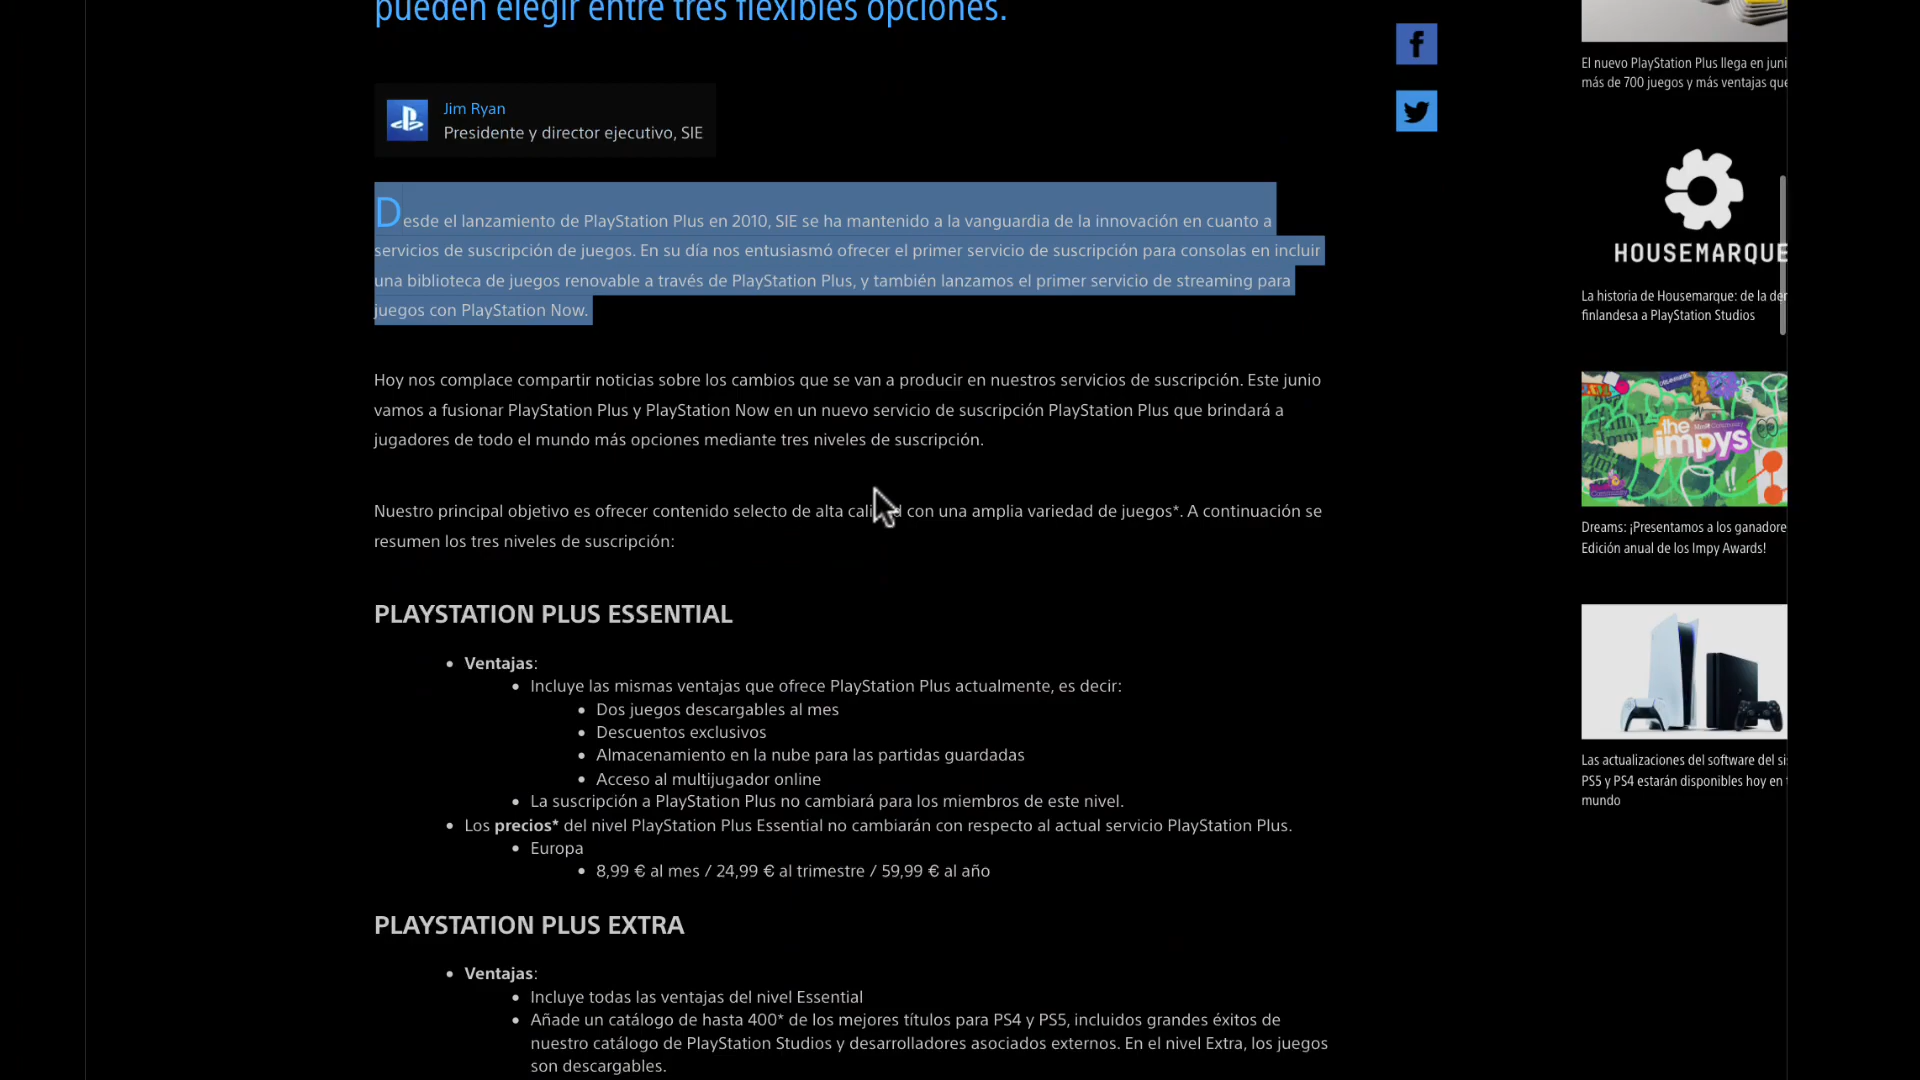 pueden elegir entre tres flexibles opciones.
Jim Ryan
Presidente y director ejecutivo, SIE
Desde el lanzamiento de PlayStation Plus en 2010, SIE se ha mantenido a la vanguardia de la innovación en cuanto a
servicios de suscripción de juegos. En su día nos entusiasmó ofrecer el primer servicio de suscripción para consolas en incluir
una biblioteca de juegos renovable a través de PlayStation Plus, y también lanzamos el primer servicio de streaming para
juegos con PlayStation Now.
Hoy nos complace compartir noticias sobre los cambios que se van a producir en nuestros servicios de suscripción. Este junio
vamos a fusionar PlayStation Plus y PlayStation Now en un nuevo servicio de suscripción PlayStation Plus que brindará a
jugadores de todo el mundo más opciones mediante tres niveles de suscripción.
Nuestro principal objetivo es ofrecer contenido selecto de alta calidad con una amplia variedad de juegos*. A continuación se
resumen los tres niveles de suscripción:
PLAYSTATION PLUS ESSENTIAL
• Ventajas:
• Incluye las mismas ventajas que ofrece PlayStation Plus actualmente, es decir:
• Dos juegos descargables al mes
• Descuentos exclusivos
• Almacenamiento en la nube para las partidas guardadas
• Acceso al multijugador online
• La suscripción a PlayStation Plus no cambiará para los miembros de este nivel.
• Los precios* del nivel PlayStation Plus Essential no cambiarán con respecto al actual servicio PlayStation Plus.
• Europa
• 8,99 € al mes / 24,99 € al trimestre / 59,99 € al año
PLAYSTATION PLUS EXTRA
• Ventajas:
• Incluye todas las ventajas del nivel Essential
• Añade un catálogo de hasta 400* de los mejores títulos para PS4 y PS5, incluidos grandes éxitos de
nuestro catálogo de PlayStation Studios y desarrolladores asociados externos. En el nivel Extra, los juegos
son descargables.
El nuevo PlayStation Plus llega en juni
más de 700 juegos y más ventajas que
HOUSEMARQUE
La historia de Housemarque: de la de
finlandesa a PlayStation Studios
the
impys
Dreams: ¡Presentamos a los ganadore
Edición anual de los Impy Awards!
Las actualizaciones del software del si
PS5 y PS4 estarán disponibles hoy en
mundo